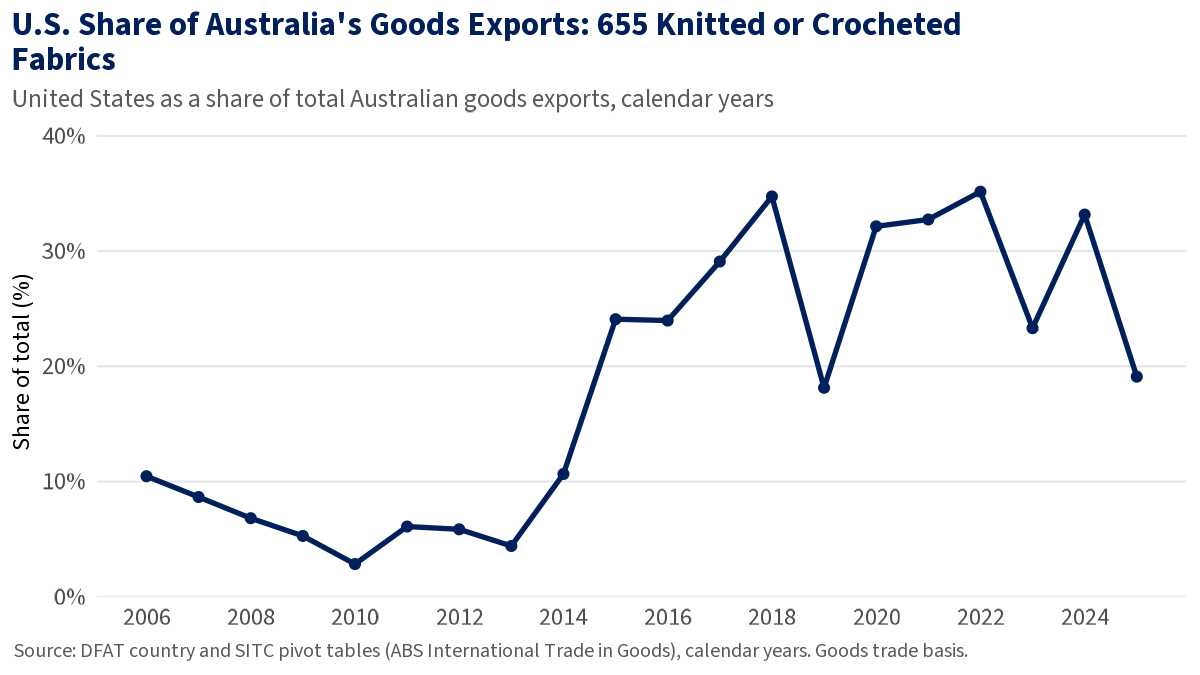 U.S. Share of Australia's Goods Exports: 655 Knitted or Crocheted
Fabrics
United States as a share of total Australian goods exports, calendar years
40%
30%
20%
10%
0%
Share of total (%)
2006 2008 2010 2012 2014 2016 2018 2020 2022 2024
Source: DFAT country and SITC pivot tables (ABS International Trade in Goods), calendar years. Goods trade basis.